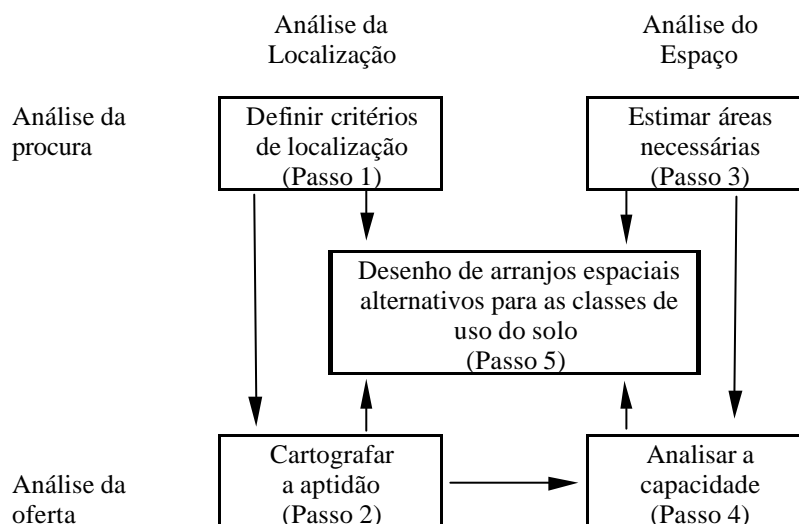 Análise da
Localização
Análise do
Espaço
Análise da
procura
Definir critérios
de localização
(Passo 1)
Estimar áreas
necessárias
(Passo 3)
Desenho de arranjos espaciais
alternativos para as classes de
uso do solo
(Passo 5)
Análise da
oferta
Cartografar
a aptidão
(Passo 2)
Analisar a
capacidade
(Passo 4)